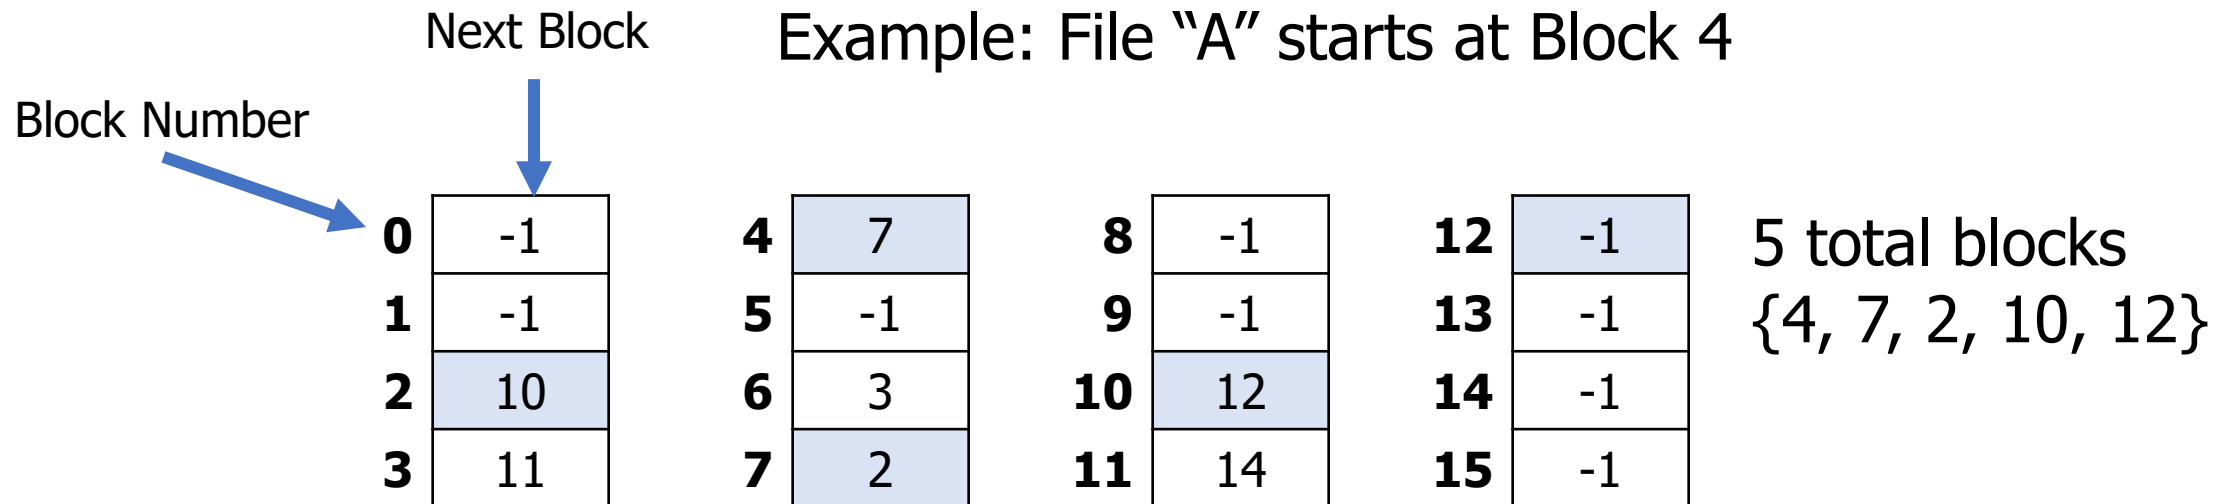 Next Block
Example: File “A” starts at Block 4
Block Number
0 -1 4 7 8 -1 12 -1
1 -1 5 -1 9 -1 13 -1
2 10 6 3 10 12 14 -1
3 11 7 2 11 14 15 -1
5 total blocks
{4, 7, 2, 10, 12}